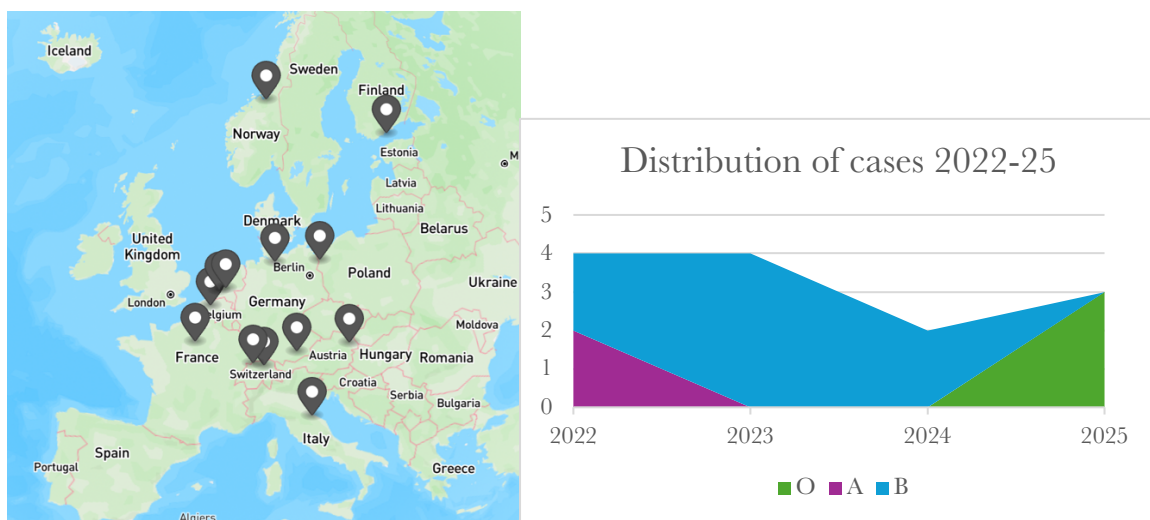 Iceland
Sweden
Finland
Norway
Estonia
M
Latvia
Lithuania
Denmark
Belarus
United
Kingdom
Berlin
Poland
Ukraine
London
Germany
elgium
Moldova
France
Austria
Hungary
Romania
Switzerland
Croatia
Serbia
Bulgaria
Italy
Spain
Portugal
Greece
Algiers
Distribution of cases 2022-25
5
4
3
2
1
0
2022 2023 2024 2025
O A B